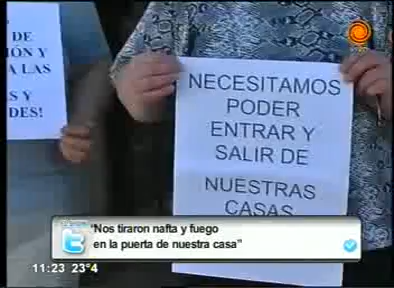 DE
IÓN Y
A LAS
S Y
DES!
NECESITAMOS
PODER
ENTRAR Y
SALIR DE
NUESTRAS
CASAS
"Nos tiraron nafta y fuego
en la puerta de nuestra casa"
11:23 23°4